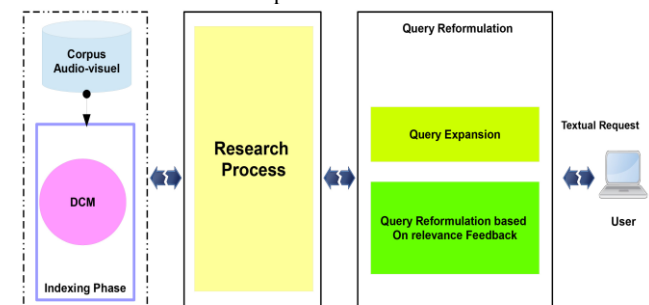 Corpus
Audio-visuel
DCM
Indexing Phase
Research
Process
Query Reformulation
Query Expansion
Query Reformulation based
On relevance Feedback
Textual Request
User